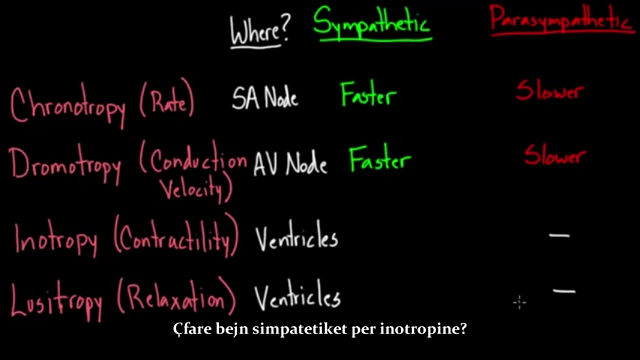 Where? Sympathetic Parasympathetic
Chronotropy (Rate) SA Node Faster Slower
Dromotropy (Conduction AV Node Faster Slower
Velocity)
Inotropy (Contractility) Ventricles —
Lusitropy (Relaxation) Ventricles —
Çfare bejn simpatetiket per inotropine?